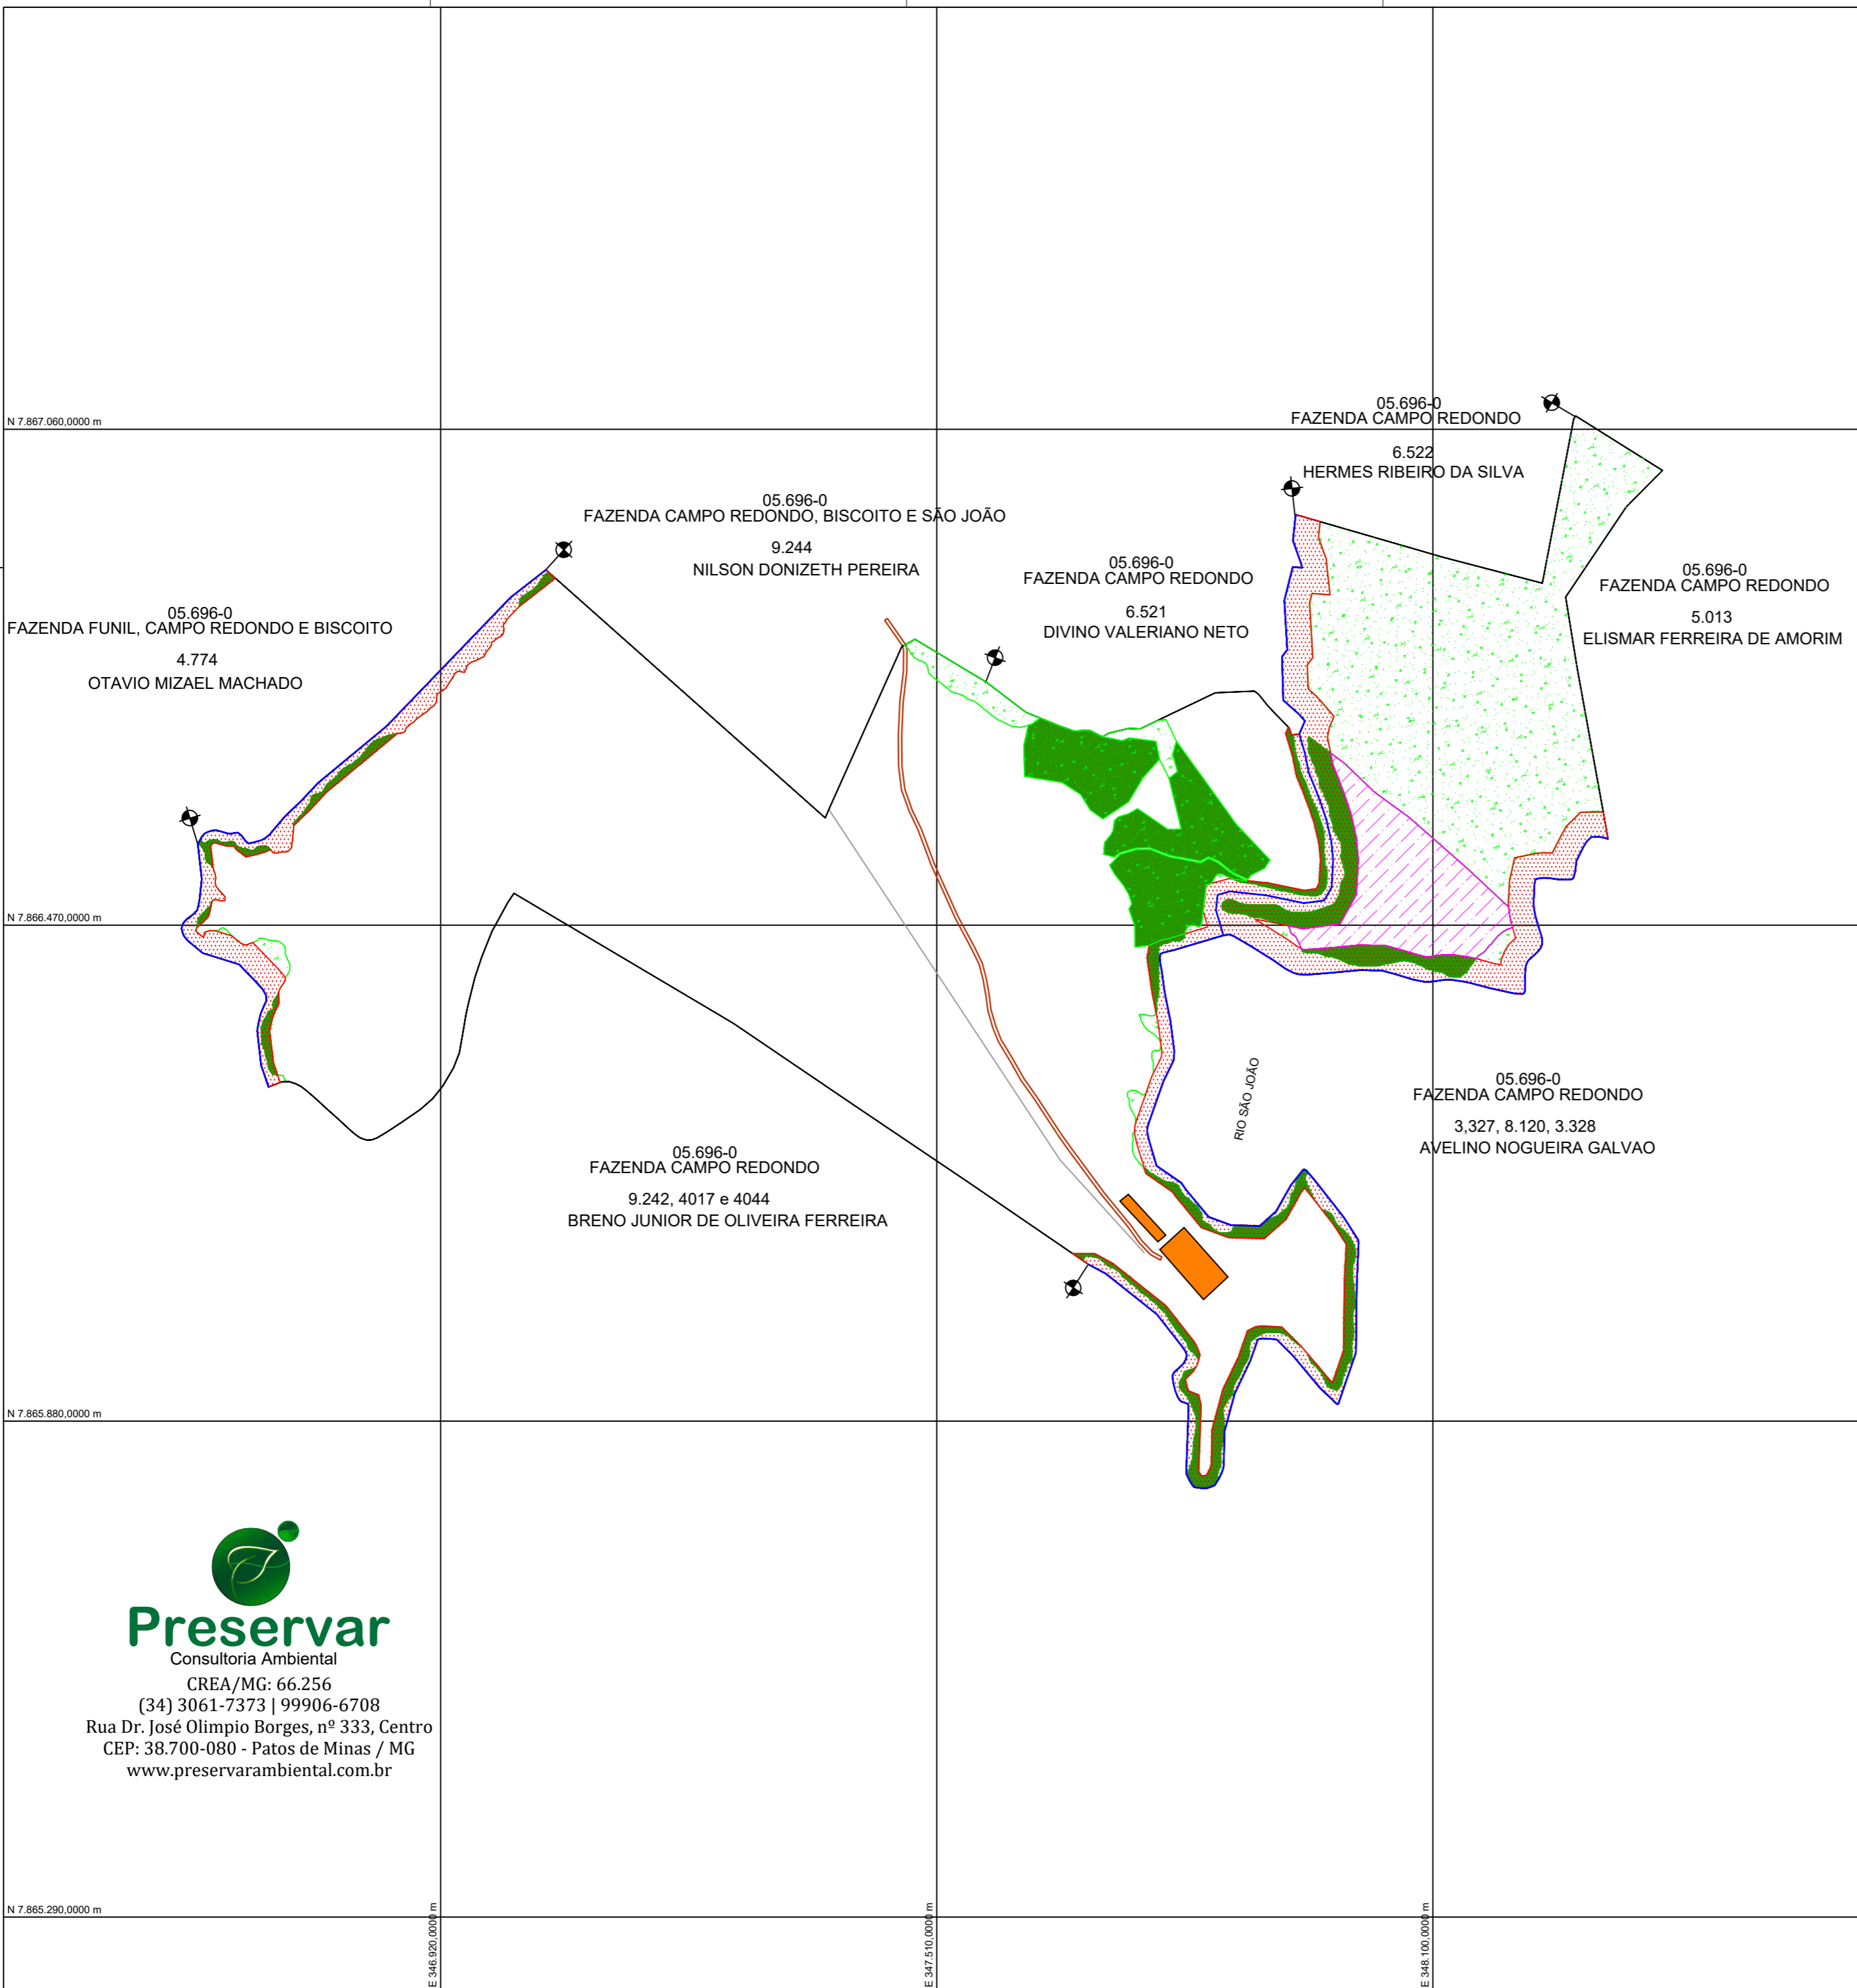 N 7.867.060,0000 m
05.696-0
FAZENDA CAMPO REDONDO
6.522
HERMES RIBEIRO DA SILVA
05.696-0
FAZENDA CAMPO REDONDO, BISCOITO E SÃO JOÃO
9.244
NILSON DONIZETH PEREIRA
05.696-0
FAZENDA CAMPO REDONDO
6.521
DIVINO VALERIANO NETO
05.696-0
FAZENDA CAMPO REDONDO
5.013
ELISMAR FERREIRA DE AMORIM
05.696-0
FAZENDA FUNIL, CAMPO REDONDO E BISCOITO
4.774
OTAVIO MIZAEL MACHADO
N 7.866.470,0000 m
RIO SÃO JOÃO
05.696-0
FAZENDA CAMPO REDONDO
3,327, 8.120, 3.328
AVELINO NOGUEIRA GALVAO
05.696-0
FAZENDA CAMPO REDONDO
9.242, 4017 e 4044
BRENO JUNIOR DE OLIVEIRA FERREIRA
N 7.865.880,0000 m
Preservar
Consultoria Ambiental
CREA/MG: 66.256
(34) 3061-7373 | 99906-6708
Rua Dr. José Olimpio Borges, nº 333, Centro
CEP: 38.700-080 - Patos de Minas / MG
www.preservarambiental.com.br
N 7.865.290,0000 m
E 346.920,0000 m
E 347.510,0000 m
E 348.100,0000 m